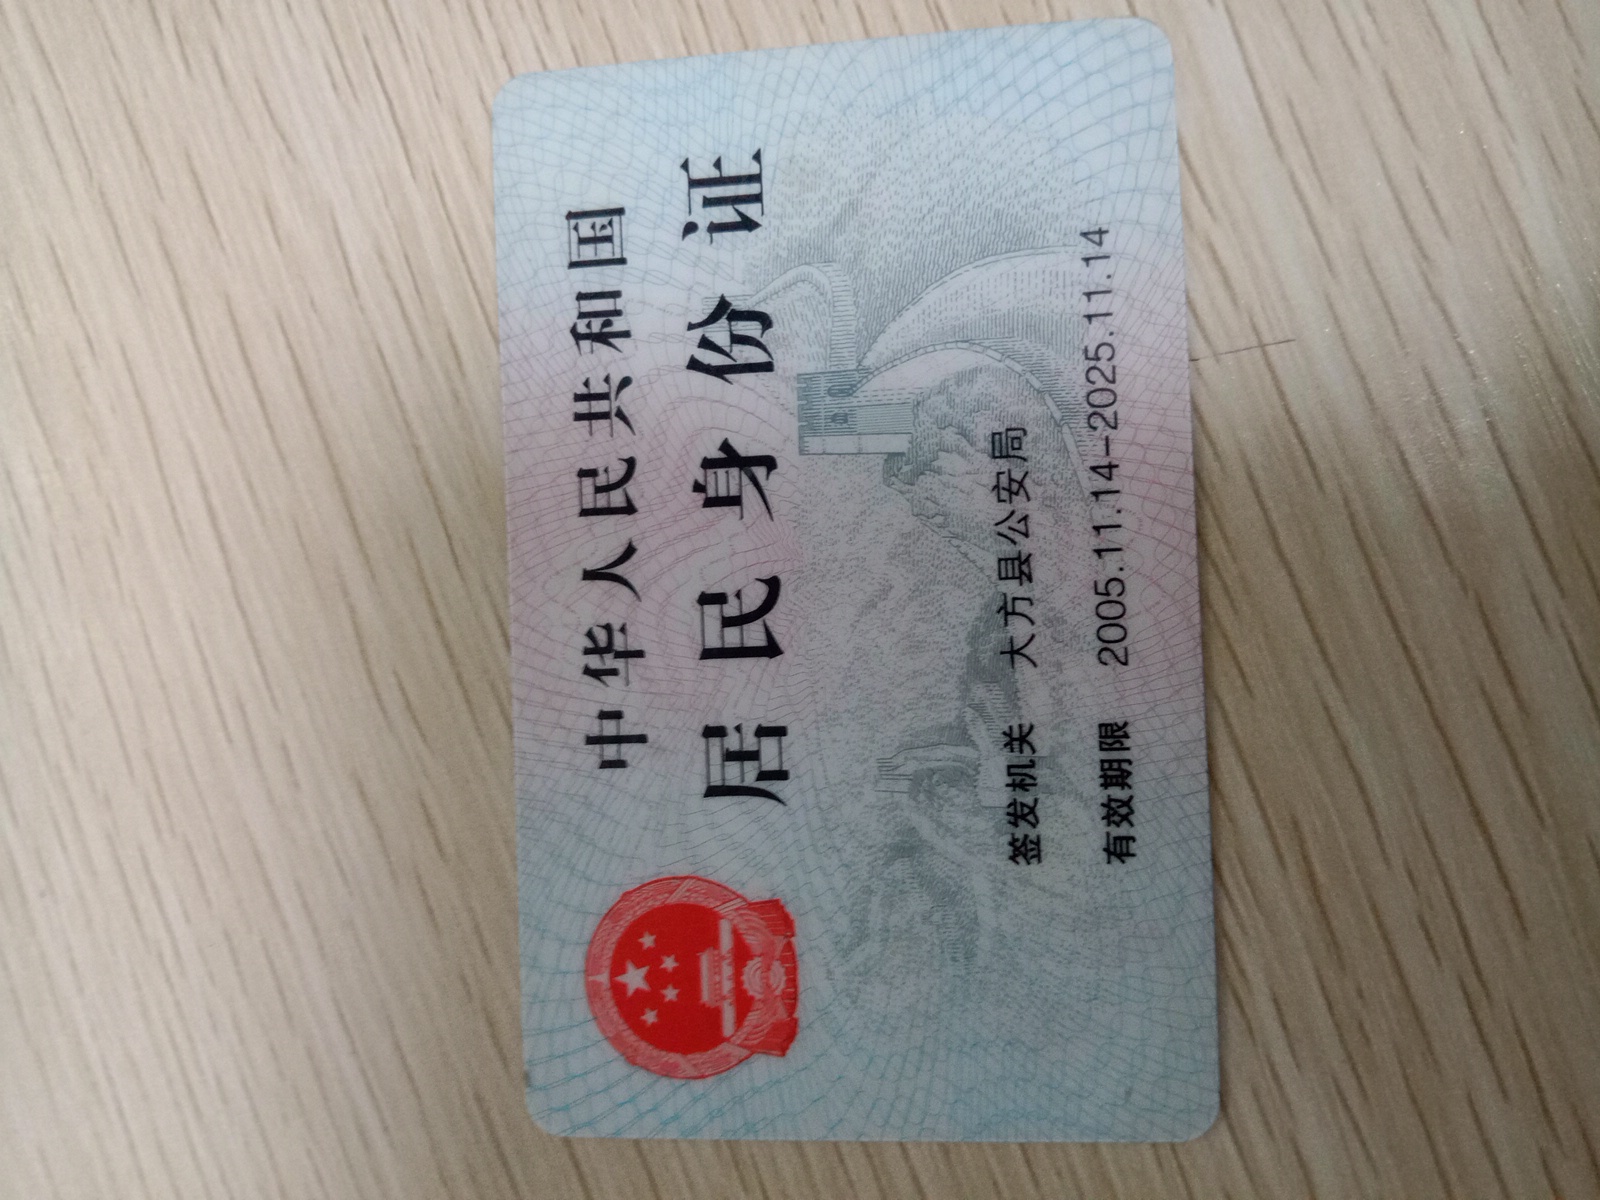 中华人民共和国
居民身份证
签发机关 大方县公安局
有效期限 2005.11.14-2025.11.14